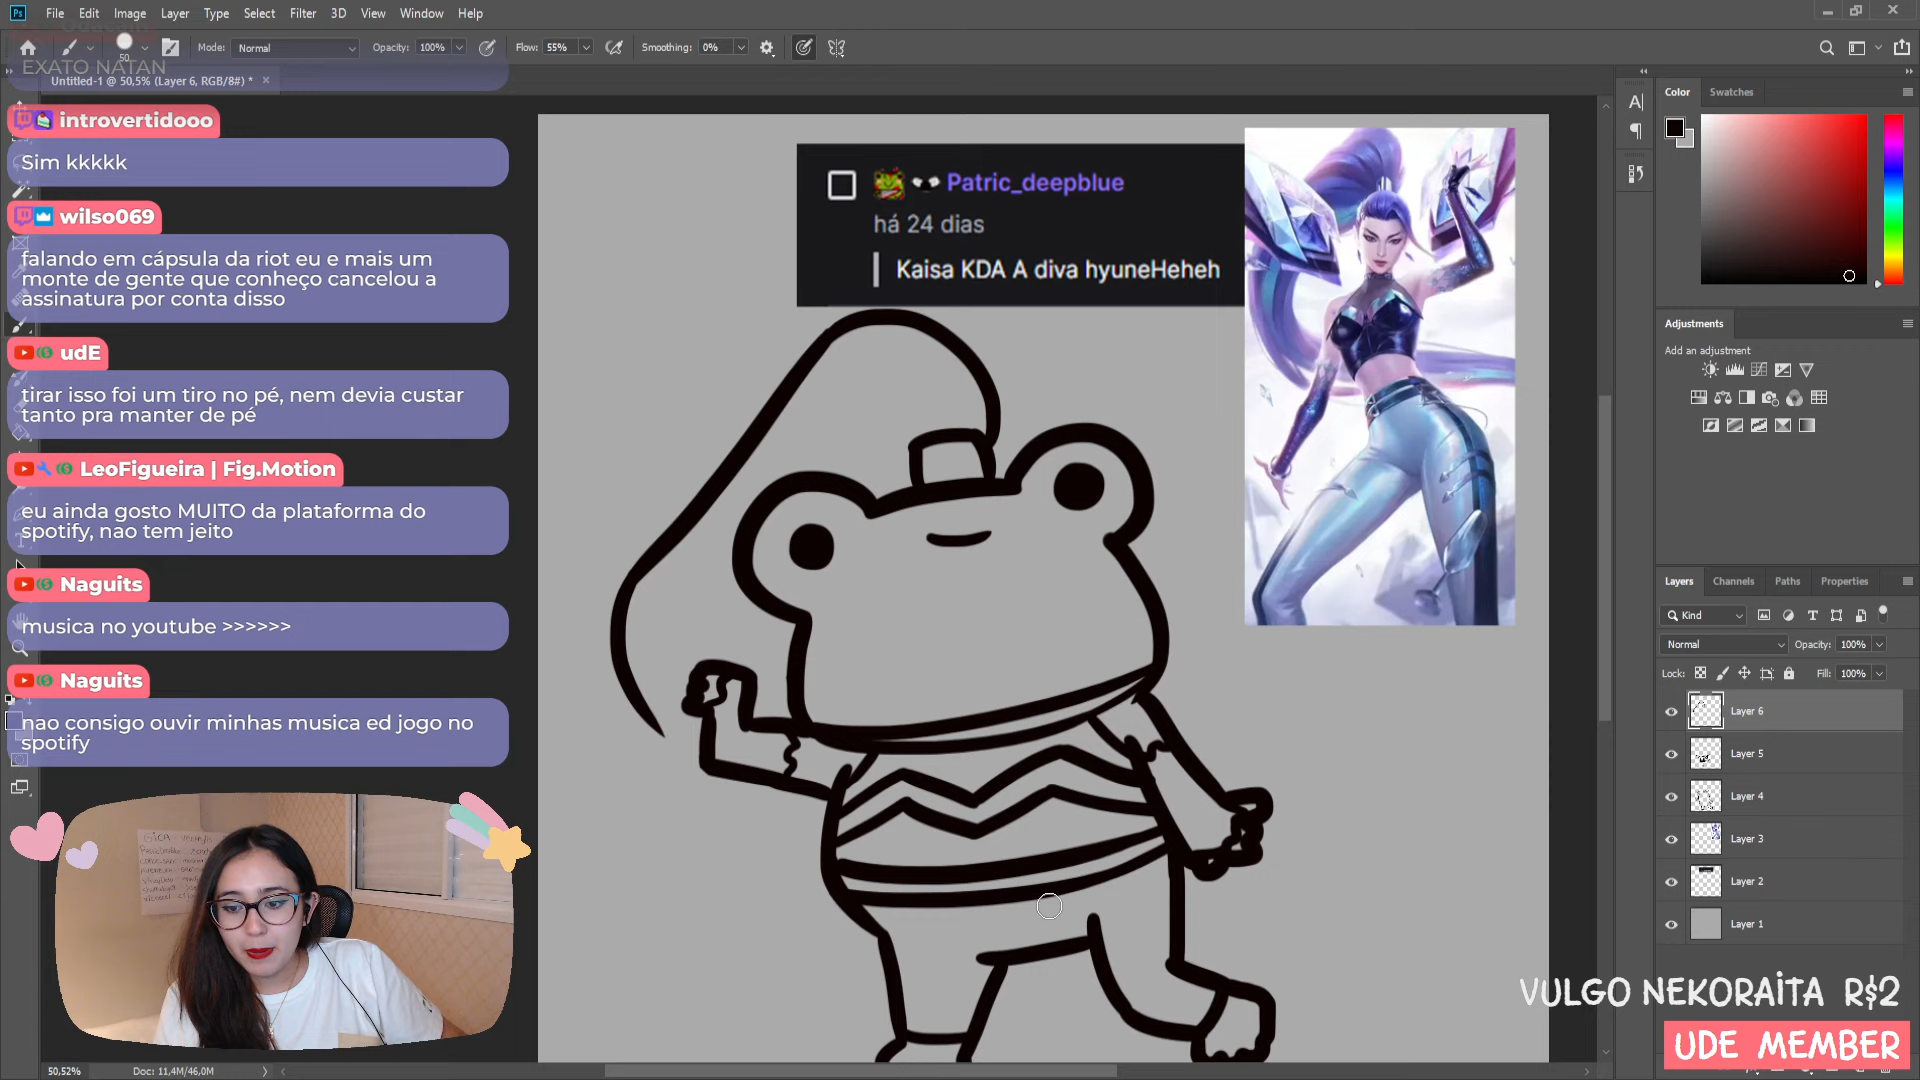 Ps File Edit Image Layer Type Select Filter 3D View Window Help
50 Mode: Normal Opacity: 100% Flow: 55% Smoothing: 0%
EXATO NATAN
Untitled-1 @ 50,5% (Layer 6, RGB/8#) *
introvertidooo
Sim kkkkk
wilso069
falando em cápsula da riot eu e mais um
monte de gente que conheço cancelou a
assinatura por conta disso
udE
tirar isso foi um tiro no pé, nem devia custar
tanto pra manter de pé
LeoFigueira | Fig.Motion
eu ainda gosto MUITO da plataforma do
spotify, nao tem jeito
Naguits
musica no youtube >>>>>>
Naguits
nao consigo ouvir minhas musica ed jogo no
spotify
Patric_deepblue
há 24 dias
Kaisa KDA A diva hyuneHeheh
Color Swatches
Adjustments
Add an adjustment
Layers Channels Paths Properties
Kind
Normal Opacity: 100%
Lock: Fill: 100%
Layer 6
Layer 5
Layer 4
Layer 3
Layer 2
Layer 1
VULGO NEKORAITA R$2
UDE MEMBER
50,52% Doc: 11,4M/46,0M